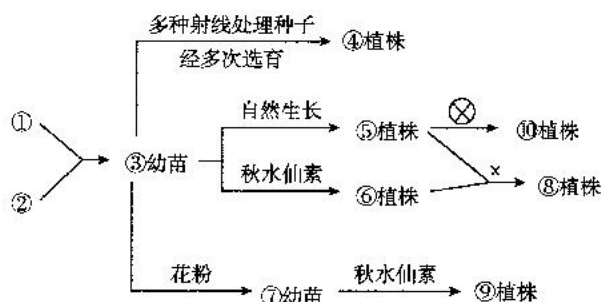 多种射线处理种子
④植株
经多次选育
①
自然生长
⑤植株
⑩植株
③幼苗
秋水仙素
⑥植株
×
⑧植株
②
花粉
⑦幼苗
秋水仙素
⑨植株